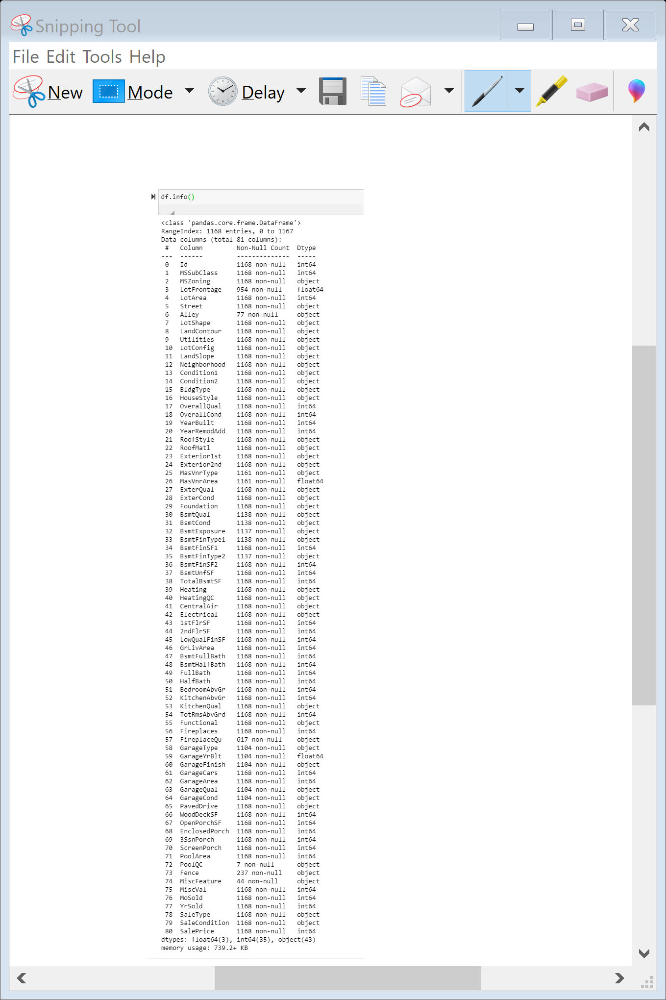 Snipping Tool
File Edit Tools Help
New Mode Delay
df.info()
<class 'pandas.core.frame.DataFrame'>
RangeIndex: 1168 entries, 0 to 1167
Data columns (total 81 columns):
 #   Column         Non-Null Count  Dtype
---  ------         --------------  -----
 0   Id             1168 non-null   int64
 1   MSSubClass     1168 non-null   int64
 2   MSZoning       1168 non-null   object
 3   LotFrontage    954 non-null    float64
 4   LotArea        1168 non-null   int64
 5   Street         1168 non-null   object
 6   Alley          77 non-null     object
 7   LotShape       1168 non-null   object
 8   LandContour    1168 non-null   object
 9   Utilities      1168 non-null   object
 10  LotConfig      1168 non-null   object
 11  LandSlope      1168 non-null   object
 12  Neighborhood   1168 non-null   object
 13  Condition1     1168 non-null   object
 14  Condition2     1168 non-null   object
 15  BldgType       1168 non-null   object
 16  HouseStyle     1168 non-null   object
 17  OverallQual    1168 non-null   int64
 18  OverallCond    1168 non-null   int64
 19  YearBuilt      1168 non-null   int64
 20  YearRemodAdd   1168 non-null   int64
 21  RoofStyle      1168 non-null   object
 22  RoofMatl       1168 non-null   object
 23  Exterior1st    1168 non-null   object
 24  Exterior2nd    1168 non-null   object
 25  MasVnrType     1161 non-null   object
 26  MasVnrArea     1161 non-null   float64
 27  ExterQual      1168 non-null   object
 28  ExterCond      1168 non-null   object
 29  Foundation     1168 non-null   object
 30  BsmtQual       1138 non-null   object
 31  BsmtCond       1138 non-null   object
 32  BsmtExposure   1137 non-null   object
 33  BsmtFinType1   1138 non-null   object
 34  BsmtFinSF1     1168 non-null   int64
 35  BsmtFinType2   1137 non-null   object
 36  BsmtFinSF2     1168 non-null   int64
 37  BsmtUnfSF      1168 non-null   int64
 38  TotalBsmtSF    1168 non-null   int64
 39  Heating        1168 non-null   object
 40  HeatingQC      1168 non-null   object
 41  CentralAir     1168 non-null   object
 42  Electrical     1168 non-null   object
 43  1stFlrSF       1168 non-null   int64
 44  2ndFlrSF       1168 non-null   int64
 45  LowQualFinSF   1168 non-null   int64
 46  GrLivArea      1168 non-null   int64
 47  BsmtFullBath   1168 non-null   int64
 48  BsmtHalfBath   1168 non-null   int64
 49  FullBath       1168 non-null   int64
 50  HalfBath       1168 non-null   int64
 51  BedroomAbvGr   1168 non-null   int64
 52  KitchenAbvGr   1168 non-null   int64
 53  KitchenQual    1168 non-null   object
 54  TotRmsAbvGrd   1168 non-null   int64
 55  Functional     1168 non-null   object
 56  Fireplaces     1168 non-null   int64
 57  FireplaceQu    617 non-null    object
 58  GarageType     1104 non-null   object
 59  GarageYrBlt    1104 non-null   float64
 60  GarageFinish   1104 non-null   object
 61  GarageCars     1168 non-null   int64
 62  GarageArea     1168 non-null   int64
 63  GarageQual     1104 non-null   object
 64  GarageCond     1104 non-null   object
 65  PavedDrive     1168 non-null   object
 66  WoodDeckSF     1168 non-null   int64
 67  OpenPorchSF    1168 non-null   int64
 68  EnclosedPorch  1168 non-null   int64
 69  3SsnPorch      1168 non-null   int64
 70  ScreenPorch    1168 non-null   int64
 71  PoolArea       1168 non-null   int64
 72  PoolQC         7 non-null      object
 73  Fence          237 non-null    object
 74  MiscFeature    44 non-null     object
 75  MiscVal        1168 non-null   int64
 76  MoSold         1168 non-null   int64
 77  YrSold         1168 non-null   int64
 78  SaleType       1168 non-null   object
 79  SaleCondition  1168 non-null   object
 80  SalePrice      1168 non-null   int64
dtypes: float64(3), int64(35), object(43)
memory usage: 739.2+ KB